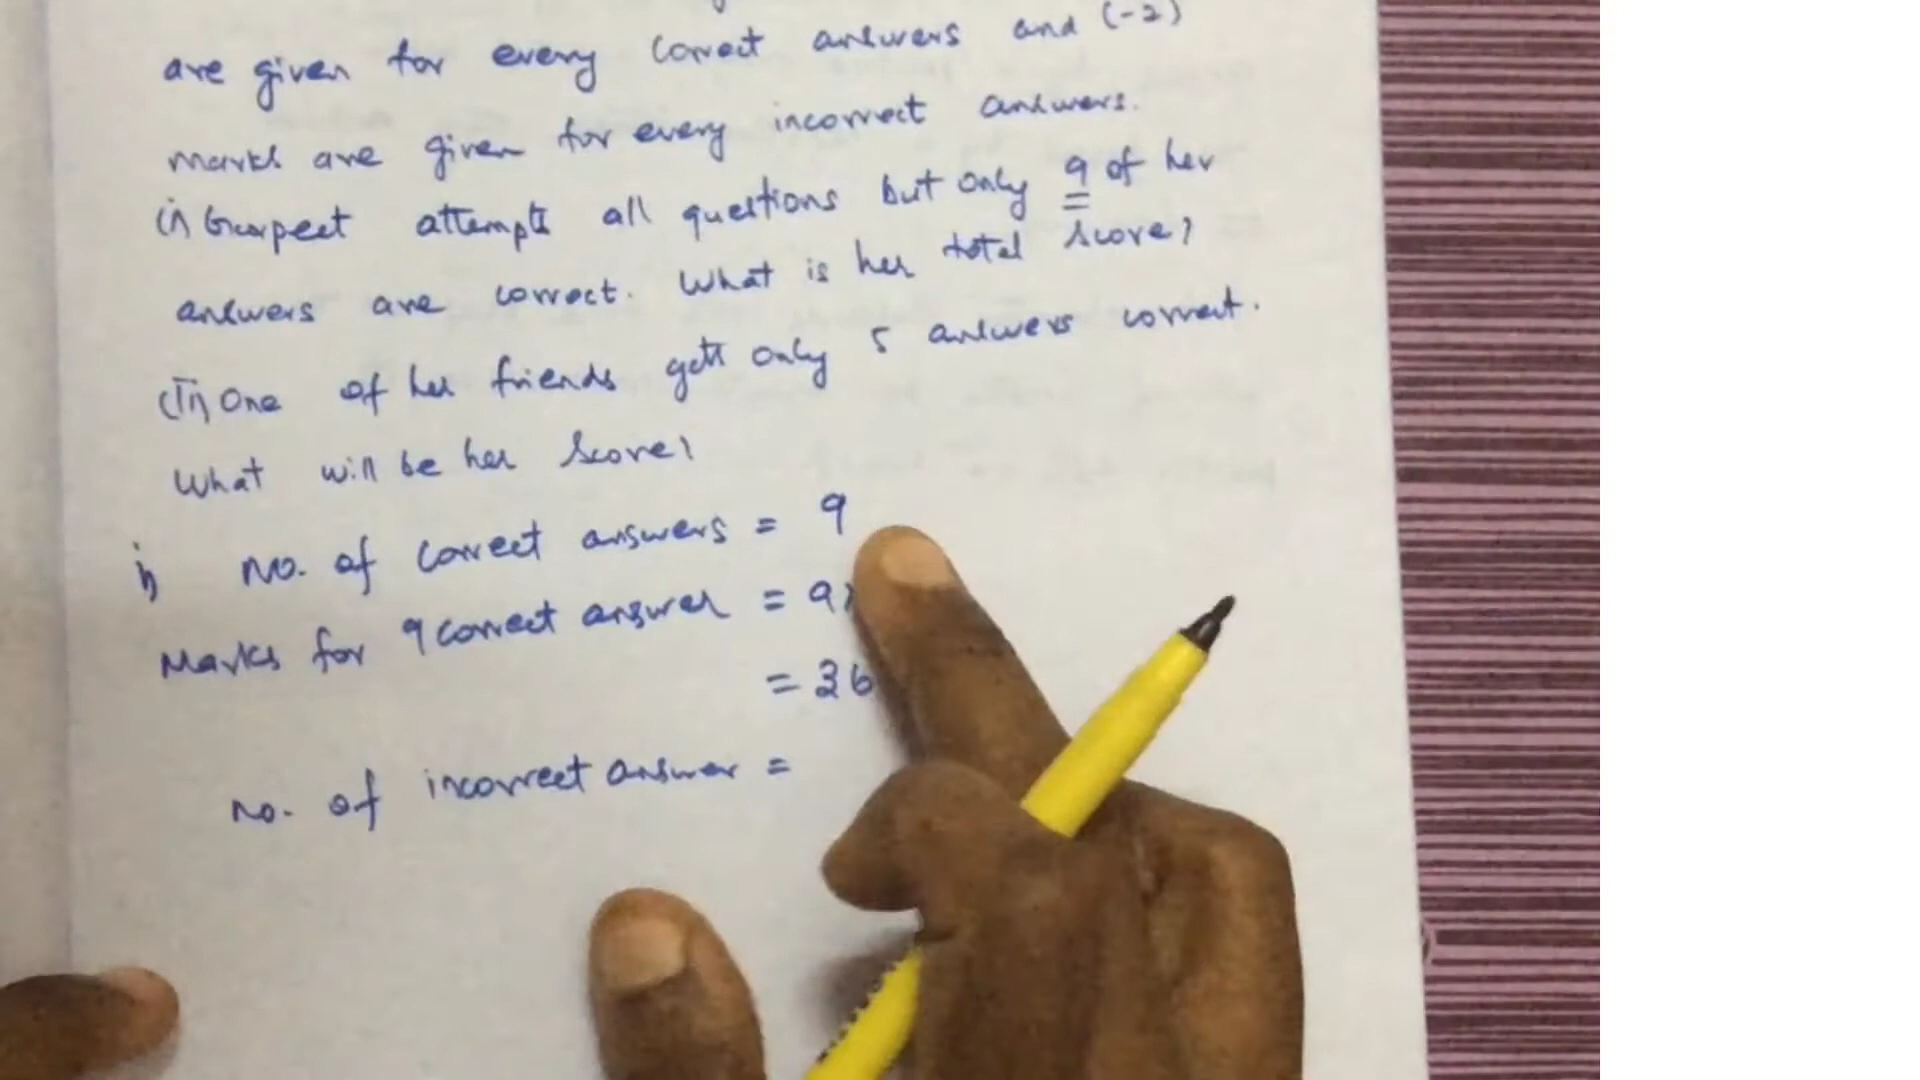 are given for every correct answers and (-2)
marks are given for every incorrect answers.
(i) Gurpeet attempts all questions but only 9 of her
answers are correct. What is her total score?
(ii) One of her friends gets only 5 answers correct.
What will be her score?
i) No. of correct answers = 9
Marks for 9 correct answer = 9x
= 36
no. of incorrect answer =